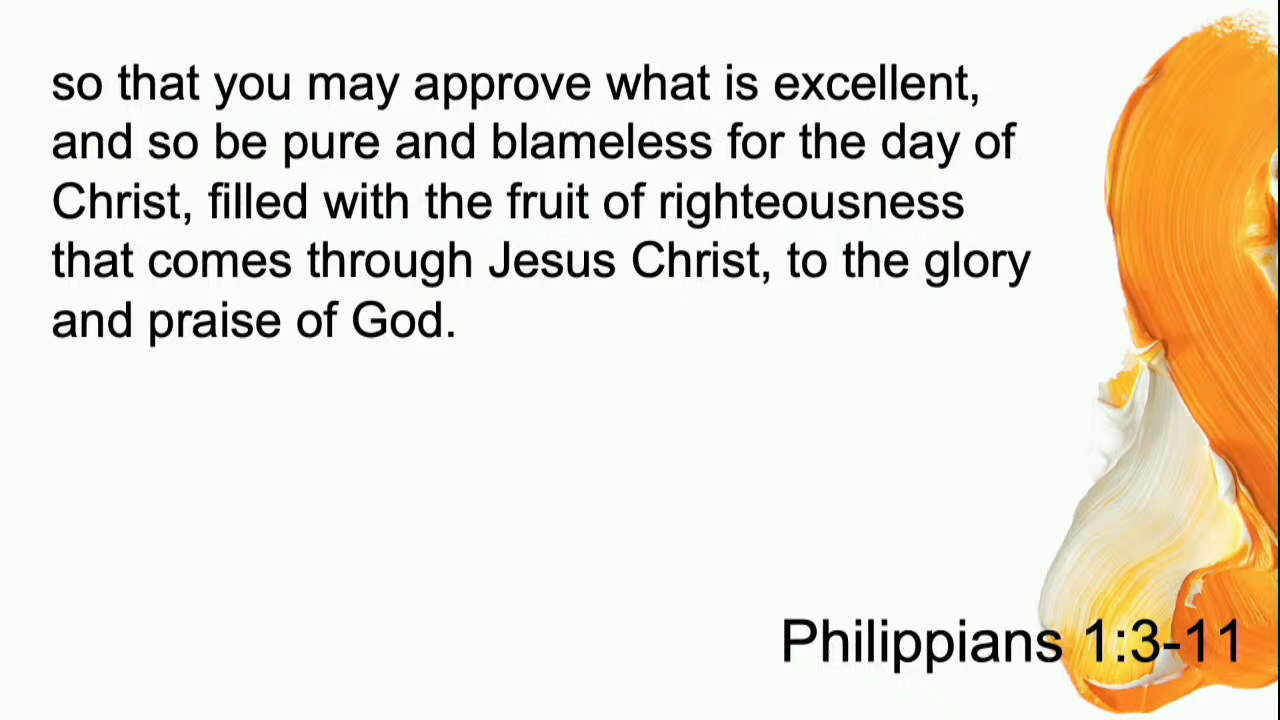 so that you may approve what is excellent,
and so be pure and blameless for the day of
Christ, filled with the fruit of righteousness
that comes through Jesus Christ, to the glory
and praise of God.
Philippians 1:3-11